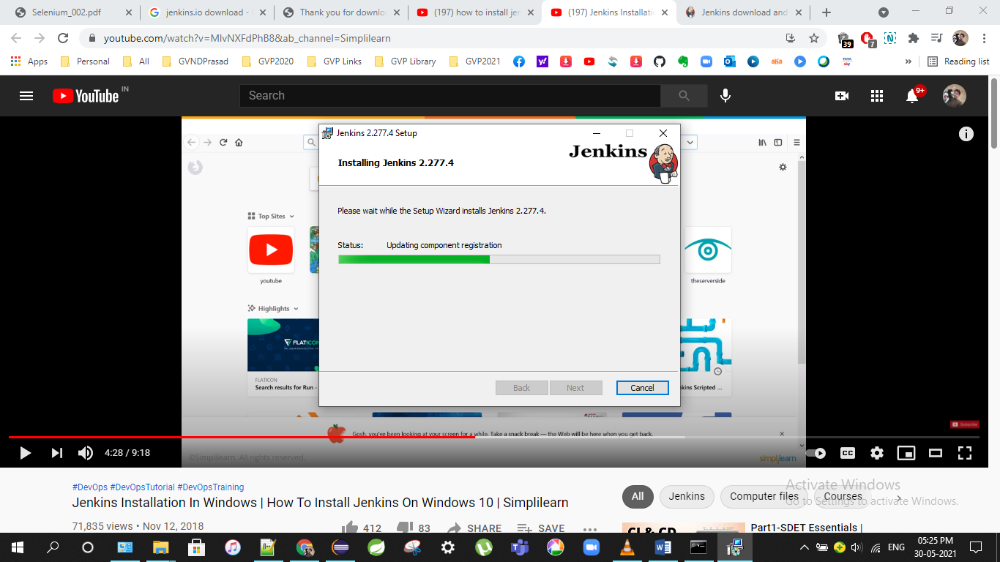 Selenium_002.pdf
jenkins.io download -
Thank you for downlo
(197) how to install jen
(197) Jenkins Installati
Jenkins download and
youtube.com/watch?v=MIvNXFdPhB8&ab_channel=Simplilearn
39
7
Apps
Personal
All
GVNDPrasad
GVP2020
GVP Links
GVP Library
GVP2021
TATA sky
Reading list
YouTube IN
Search
9+
Jenkins 2.277.4 Setup
Installing Jenkins 2.277.4
Jenkins
Please wait while the Setup Wizard installs Jenkins 2.277.4.
Status: Updating component registration
Back
Next
Cancel
Top Sites
youtube
theserverside
Highlights
FLATICON
FLATICON
Search results for Run -
kins Scripted ...
Gosh, you've been looking at your screen for a while. Take a snack break — the Web will be here when you get back.
Subscribe
4:28 / 9:18
CC
©Simplilearn. All rights reserved.
simplilearn
#DevOps #DevOpsTutorial #DevOpsTraining
Jenkins Installation In Windows | How To Install Jenkins On Windows 10 | Simplilearn
71,835 views • Nov 12, 2018
412
83
SHARE
SAVE
All
Jenkins
Computer files
Courses
Activate Windows
Go to Settings to activate Windows.
CI & CD
Part1-SDET Essentials |
ENG
05:25 PM
30-05-2021